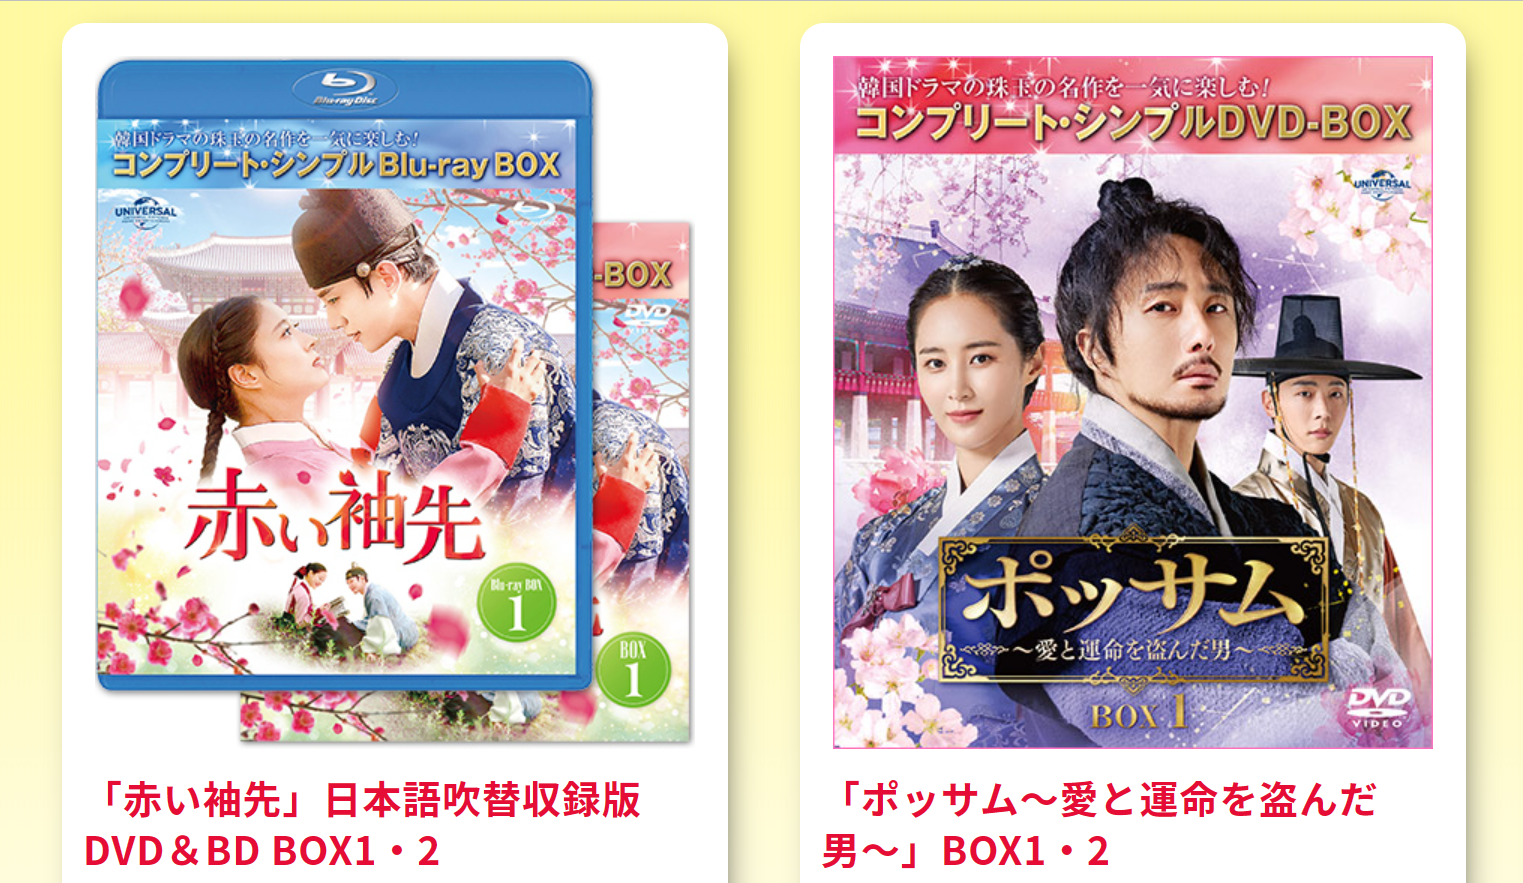 Blu-ray Disc
韓国ドラマの珠玉の名作を一気に楽しむ!
コンプリート・シンプルBlu-ray BOX
UNIVERSAL
赤い袖先
Blu-ray BOX
1
-BOX
DVD
VIDEO
BOX
1
「赤い袖先」日本語吹替収録版
DVD＆BD BOX1・2
韓国ドラマの珠玉の名作を一気に楽しむ!
コンプリート・シンプルDVD-BOX
UNIVERSAL
ポッサム
～愛と運命を盗んだ男～
BOX 1
DVD
VIDEO
「ポッサム～愛と運命を盗んだ
男～」BOX1・2